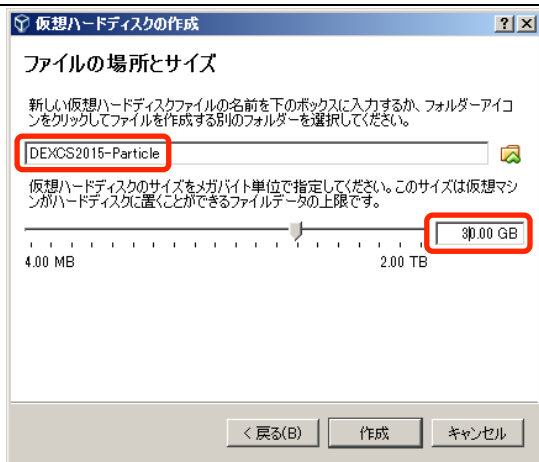 仮想ハードディスクの作成
ファイルの場所とサイズ
新しい仮想ハードディスクファイルの名前を下のボックスに入力するか、フォルダーアイコ
ンをクリックしてファイルを作成する別のフォルダーを選択してください。
DEXCS2015-Particle
仮想ハードディスクのサイズをメガバイト単位で指定してください。このサイズは仮想マシ
ンがハードディスクに置くことができるファイルデータの上限です。
30.00 GB
4.00 MB 2.00 TB
< 戻る(B) 作成 キャンセル